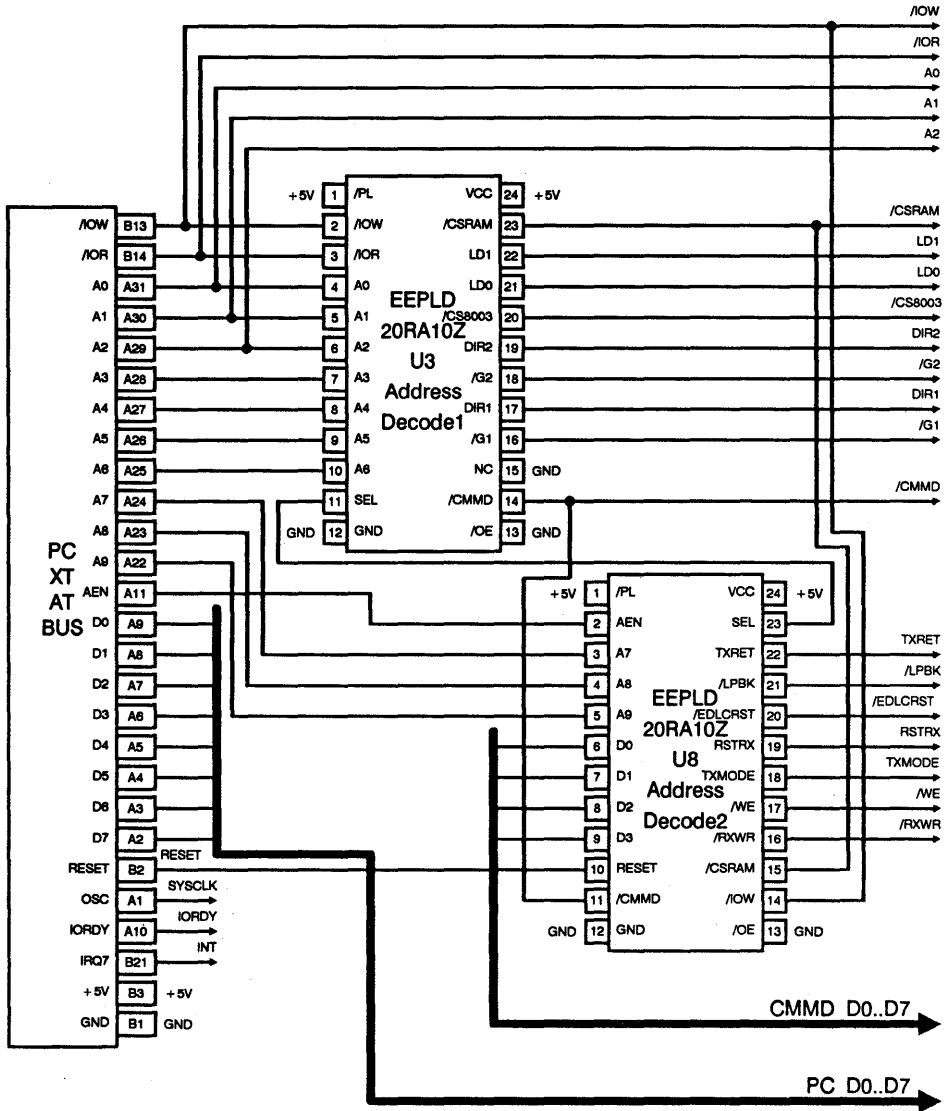 /IOW
/IOR
A0
A1
A2
/CSRAM
LD1
LD0
/CS8003
DIR2
/G2
DIR1
/G1
/CMMD
PC
XT
AT
BUS
/IOW B13
/IOR B14
A0 A31
A1 A30
A2 A29
A3 A28
A4 A27
A5 A26
A6 A25
A7 A24
A8 A23
A9 A22
AEN A11
D0 A9
D1 A8
D2 A7
D3 A6
D4 A5
D5 A4
D6 A3
D7 A2
RESET B2 RESET
OSC A1 SYSCLK
IORDY A10 IORDY
IRQ7 B21 INT
+5V B3 +5V
GND B1 GND
EEPLD
20RA10Z
U3
Address
Decode1
+5V 1 /PL
2 /IOW
3 /IOR
4 A0
5 A1
6 A2
7 A3
8 A4
9 A5
10 A6
11 SEL
GND 12 GND
VCC 24 +5V
/CSRAM 23
LD1 22
LD0 21
/CS8003 20
DIR2 19
/G2 18
DIR1 17
/G1 16
NC 15 GND
/CMMD 14
/OE 13 GND
EEPLD
20RA10Z
U8
Address
Decode2
+5V 1 /PL
2 AEN
3 A7
4 A8
5 A9
6 D0
7 D1
8 D2
9 D3
10 RESET
11 /CMMD
GND 12 GND
VCC 24 +5V
SEL 23
TXRET 22
/LPBK 21
/EDLCRST 20
RSTRX 19
TXMODE 18
/WE 17
/RXWR 16
/CSRAM 15
/IOW 14
/OE 13 GND
TXRET
/LPBK
/EDLCRST
RSTRX
TXMODE
/WE
/RXWR
CMMD D0..D7
PC D0..D7